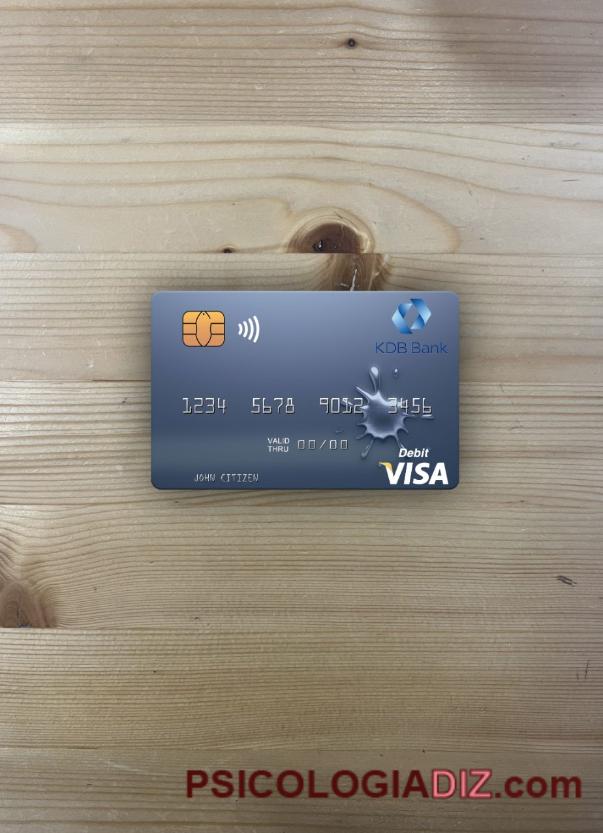 KDB Bank
1234 5678 9012 3456
VALID
THRU 00/00
Debit
JOHN CITIZEN
VISA
PSICOLOGIADIZ.com